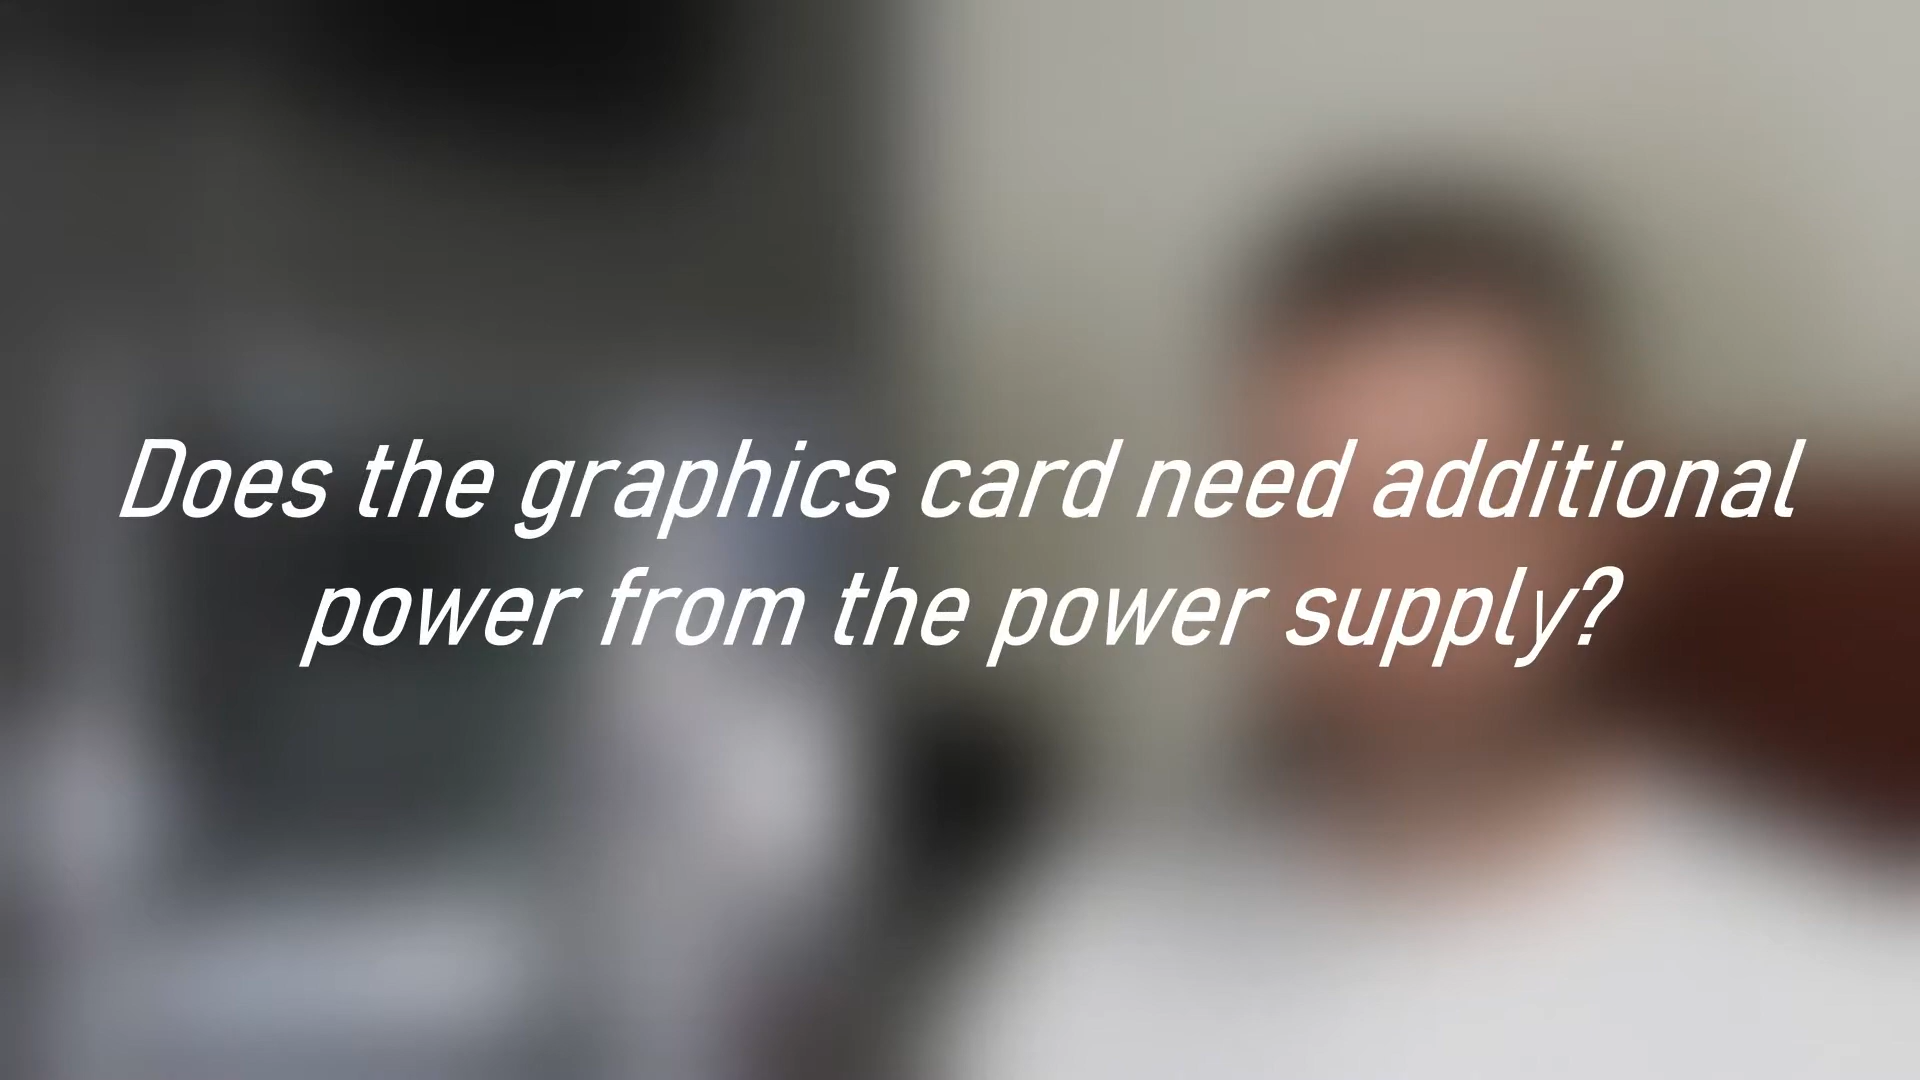 Does the graphics card need additional
power from the power supply?